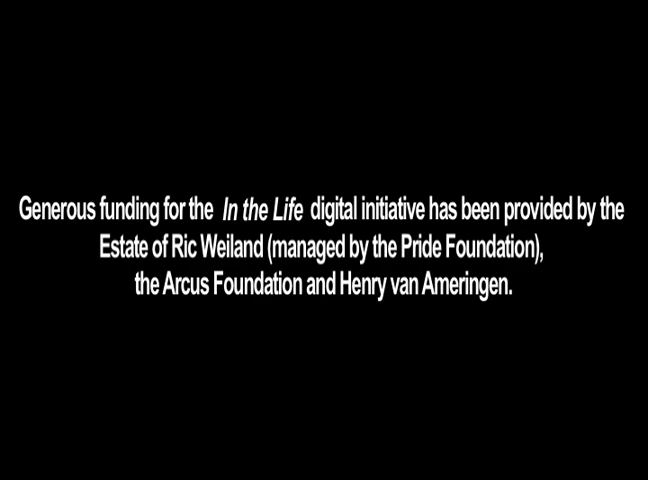 Generous funding for the In the Life digital initiative has been provided by the
Estate of Ric Weiland (managed by the Pride Foundation),
the Arcus Foundation and Henry van Ameringen.